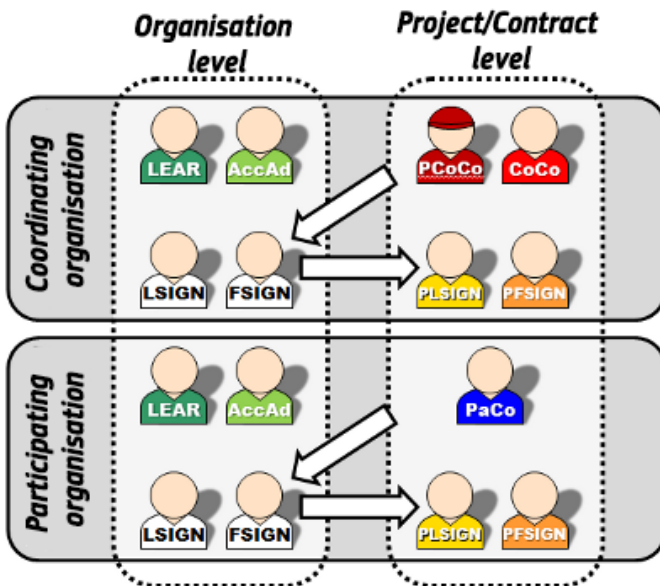 Organisation
level
Project/Contract
level
Coordinating
organisation
LEAR
AccAd
PCoCo
CoCo
LSIGN
FSIGN
PLSIGN
PFSIGN
Participating
organisation
LEAR
AccAd
PaCo
LSIGN
FSIGN
PLSIGN
PFSIGN